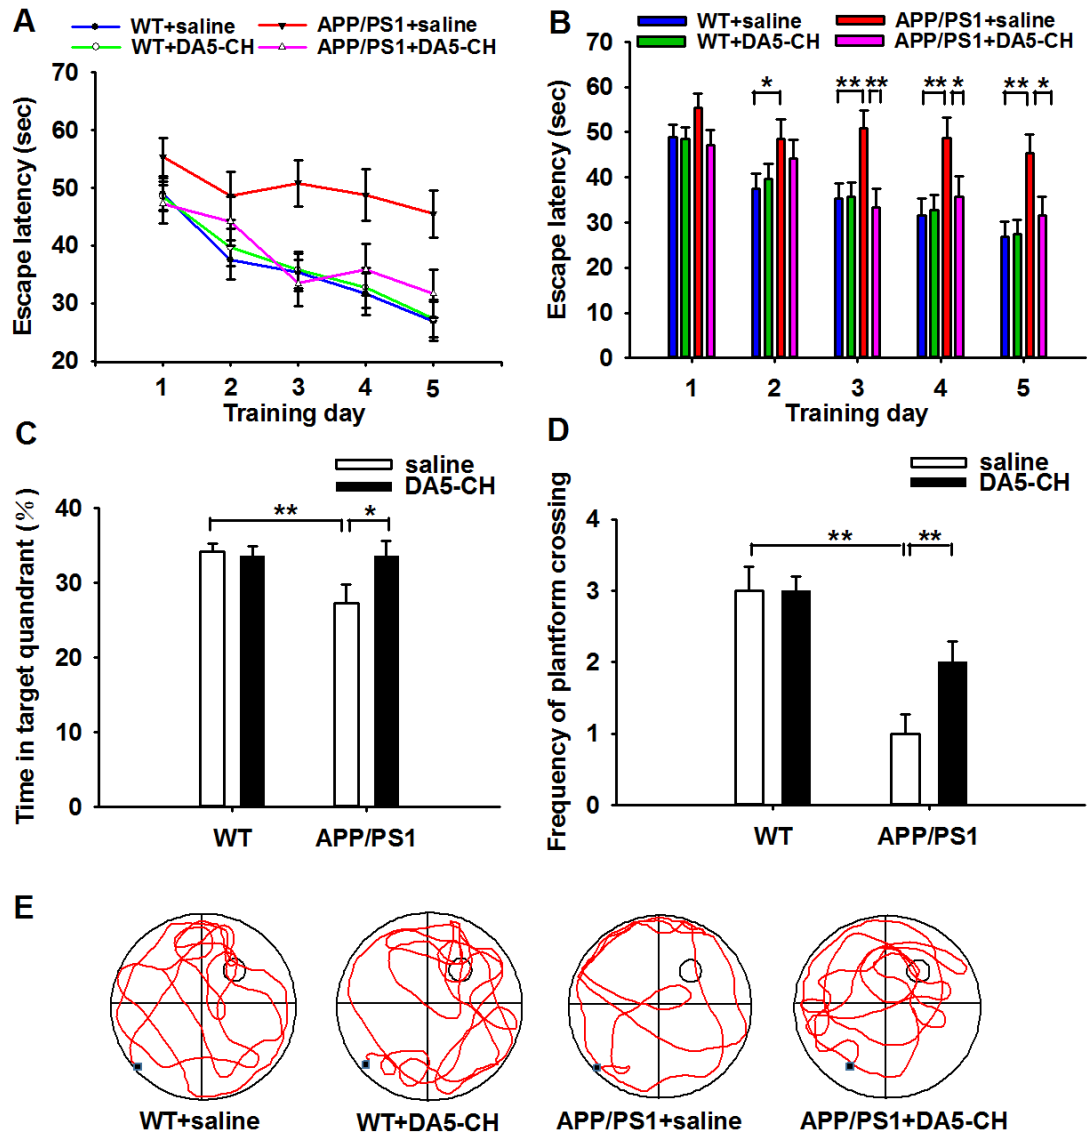 A
WT+saline
APP/PS1+saline
WT+DA5-CH
APP/PS1+DA5-CH
Escape latency (sec)
70
60
50
40
30
20
1 2 3 4 5
Training day
B
WT+saline
APP/PS1+saline
WT+DA5-CH
APP/PS1+DA5-CH
Escape latency (sec)
70
60
50
40
30
20
10
0
*
** **
** *
** *
1 2 3 4 5
Training day
C
saline
DA5-CH
Time in target quandrant (%)
40
30
20
10
0
** *
WT APP/PS1
D
saline
DA5-CH
Frequency of plantform crossing
4
3
2
1
0
** **
WT APP/PS1
E
WT+saline
WT+DA5-CH
APP/PS1+saline
APP/PS1+DA5-CH